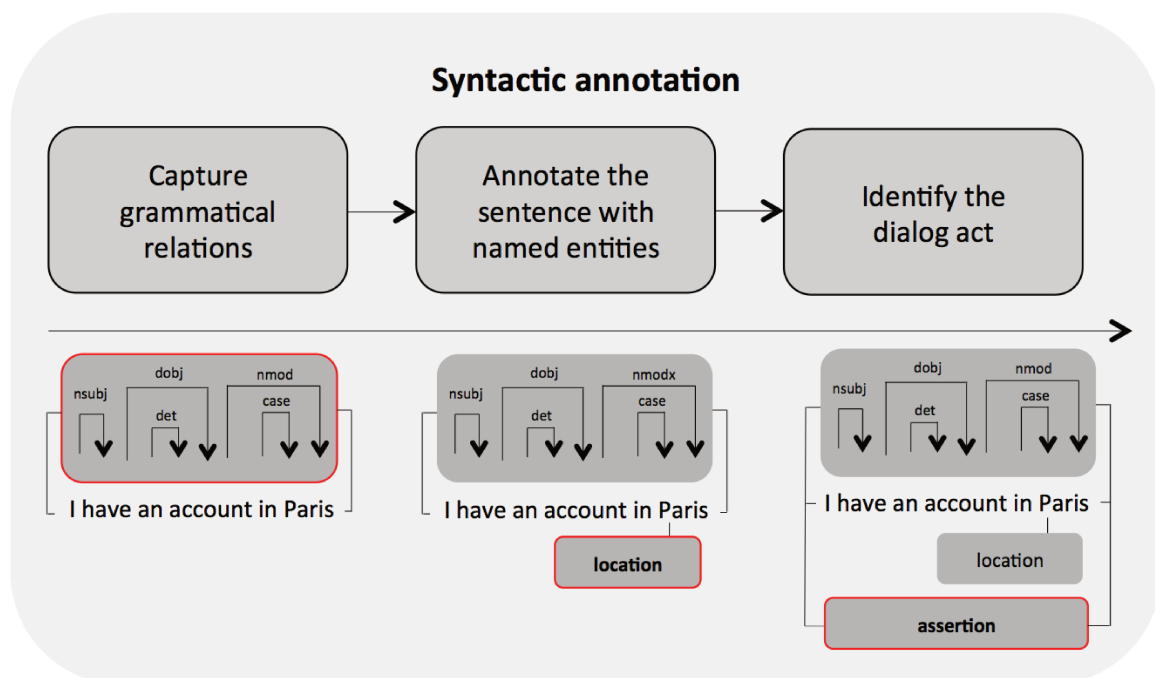 Syntactic annotation
Capture
grammatical
relations
Annotate the
sentence with
named entities
Identify the
dialog act
nsubj
dobj
det
nmod
case
I have an account in Paris
nsubj
dobj
det
nmodx
case
I have an account in Paris
location
nsubj
dobj
det
nmod
case
I have an account in Paris
location
assertion